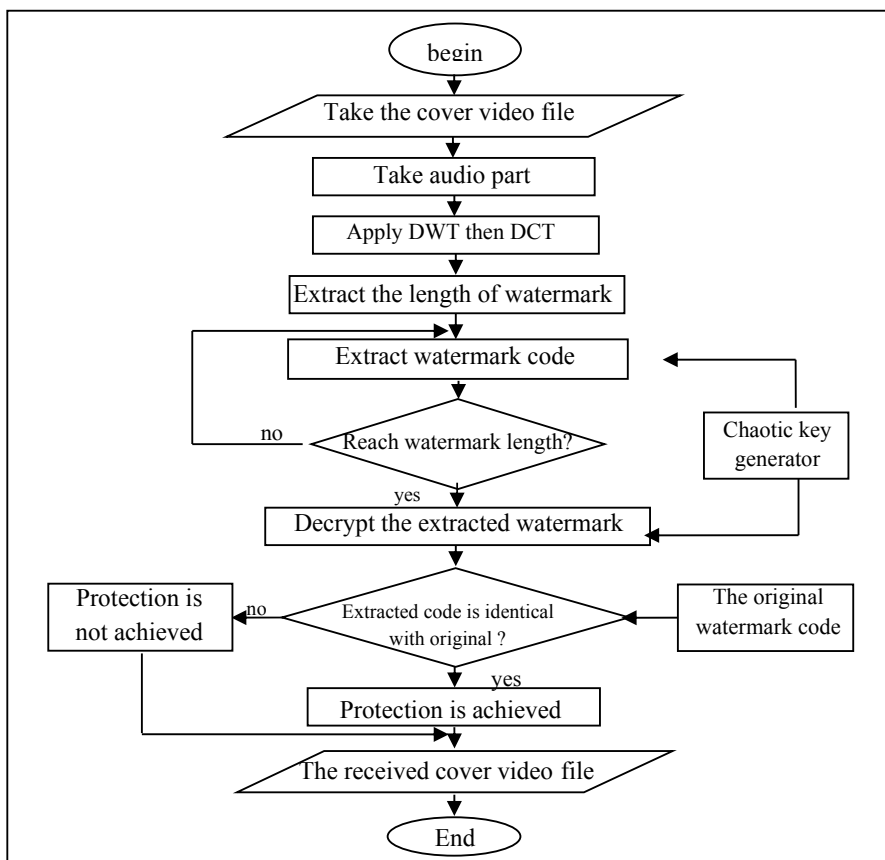 begin
Take the cover video file
Take audio part
Apply DWT then DCT
Extract the length of watermark
Extract watermark code
no
Reach watermark length?
Chaotic key
generator
yes
Decrypt the extracted watermark
Protection is
not achieved
no
Extracted code is identical
with original ?
The original
watermark code
yes
Protection is achieved
The received cover video file
End